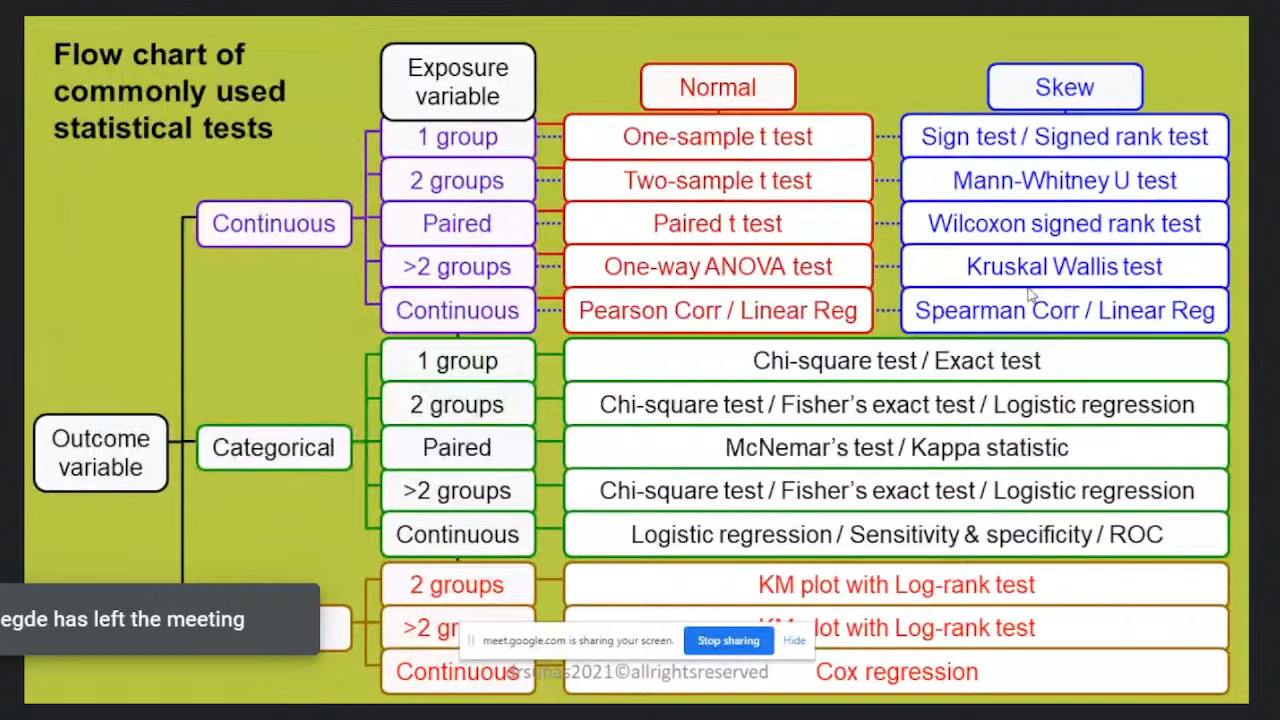 Flow chart of
commonly used
statistical tests
Exposure
variable
Normal
Skew
1 group
One-sample t test
Sign test / Signed rank test
2 groups
Two-sample t test
Mann-Whitney U test
Continuous
Paired
Paired t test
Wilcoxon signed rank test
>2 groups
One-way ANOVA test
Kruskal Wallis test
Continuous
Pearson Corr / Linear Reg
Spearman Corr / Linear Reg
1 group
Chi-square test / Exact test
2 groups
Chi-square test / Fisher's exact test / Logistic regression
Outcome
variable
Categorical
Paired
McNemar's test / Kappa statistic
>2 groups
Chi-square test / Fisher's exact test / Logistic regression
Continuous
Logistic regression / Sensitivity & specificity / ROC
2 groups
KM plot with Log-rank test
egde has left the meeting
>2 gr
plot with Log-rank test
meet.google.com is sharing your screen.
Stop sharing
Hide
Continuous
Cox regression